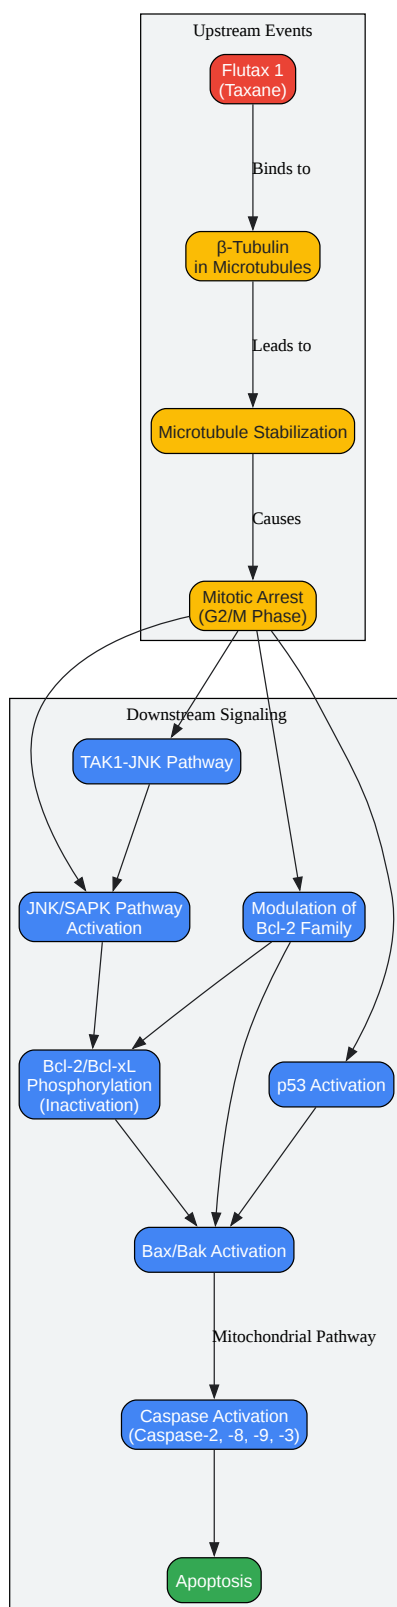 Upstream Events
Flutax 1
(Taxane)
Binds to
β-Tubulin
in Microtubules
Leads to
Microtubule Stabilization
Causes
Mitotic Arrest
(G2/M Phase)
Downstream Signaling
TAK1-JNK Pathway
JNK/SAPK Pathway
Activation
Modulation of
Bcl-2 Family
Bcl-2/Bcl-xL
Phosphorylation
(Inactivation)
p53 Activation
Bax/Bak Activation
Mitochondrial Pathway
Caspase Activation
(Caspase-2, -8, -9, -3)
Apoptosis